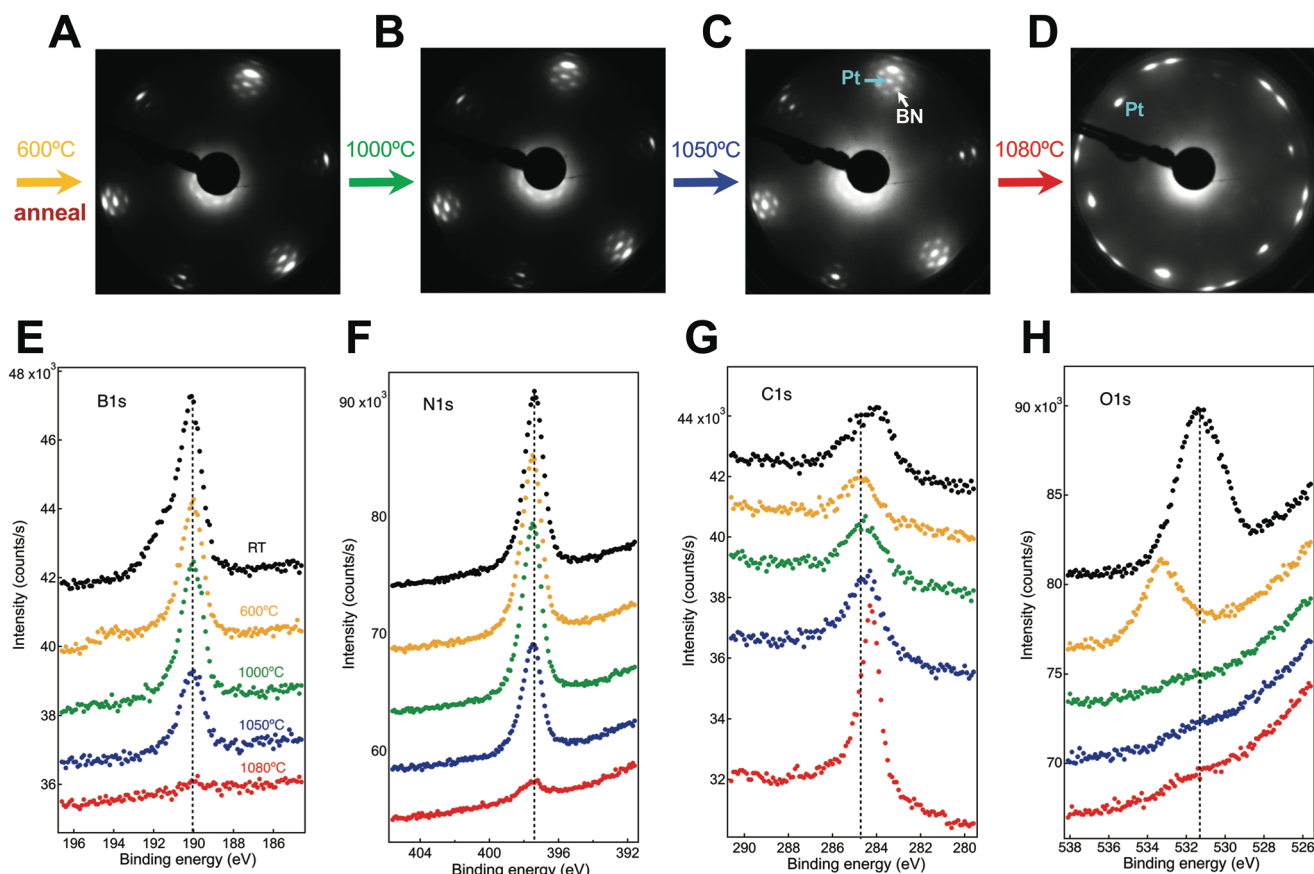 A
B
C
D
600ºC
anneal
1000ºC
1050ºC
1080ºC
Pt
BN
Pt
E
F
G
H
48 x10³
46
44
42
40
38
36
Intensity (counts/s)
B1s
RT
600ºC
1000ºC
1050ºC
1080ºC
196 194 192 190 188 186
Binding energy (eV)
90 x10³
80
70
60
Intensity (counts/s)
N1s
404 400 396 392
Binding energy (eV)
44 x10³
42
40
38
36
34
32
Intensity (counts/s)
C1s
290 288 286 284 282 280
Binding energy (eV)
90 x10³
85
80
75
70
Intensity (counts/s)
O1s
538 536 534 532 530 528 526
Binding energy (eV)